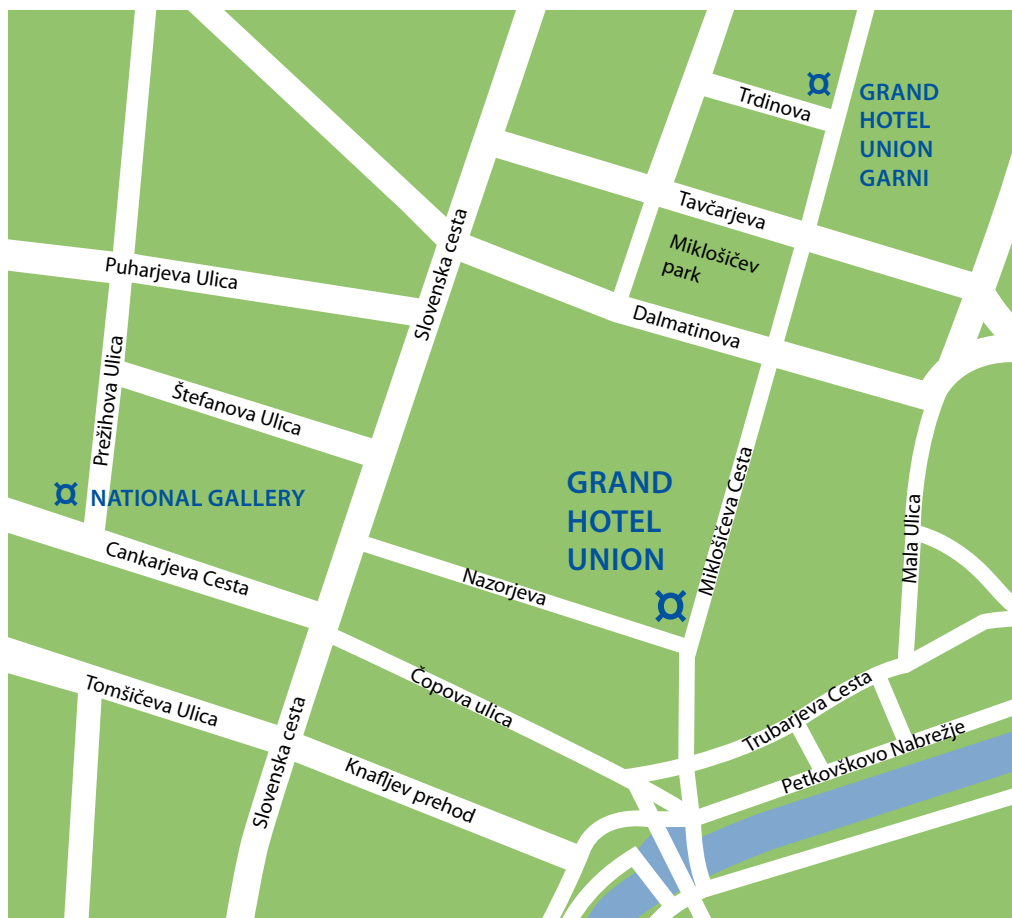 Trdinova
GRAND
HOTEL
UNION
GARNI
Tavčarjeva
Miklošičev
park
Slovenska cesta
Puharjeva Ulica
Dalmatinova
Prežihova Ulica
Štefanova Ulica
NATIONAL GALLERY
GRAND
HOTEL
UNION
Miklošičeva Cesta
Mala Ulica
Cankarjeva Cesta
Nazorjeva
Čopova ulica
Tomšičeva Ulica
Trubarjeva Cesta
Slovenska cesta
Knafljev prehod
Petkovškovo Nabrežje